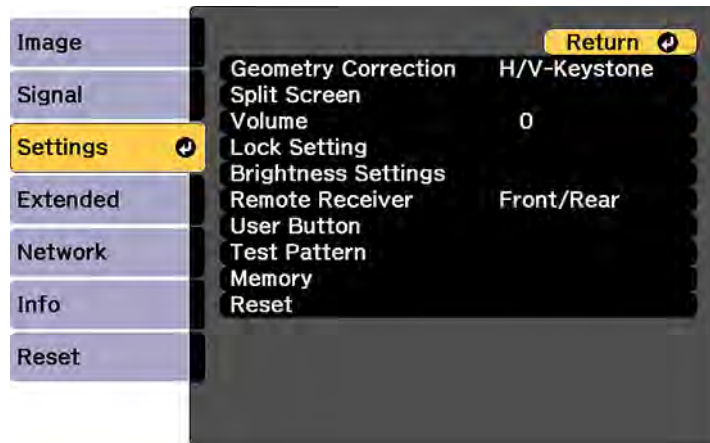 Image
Signal
Settings
Extended
Network
Info
Reset
Return
Geometry Correction H/V-Keystone
Split Screen
Volume 0
Lock Setting
Brightness Settings
Remote Receiver Front/Rear
User Button
Test Pattern
Memory
Reset